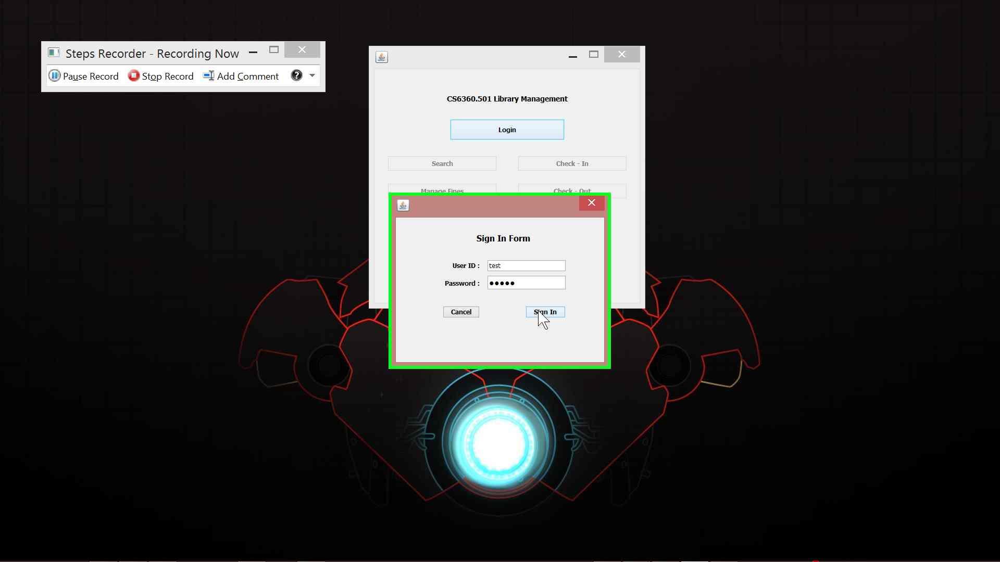 Steps Recorder - Recording Now
Pause Record Stop Record Add Comment
CS6360.501 Library Management
Login
Search Check - In
Manage Fines Check - Out
Sign In Form
User ID : test
Password : ●●●●●
Cancel Sign In